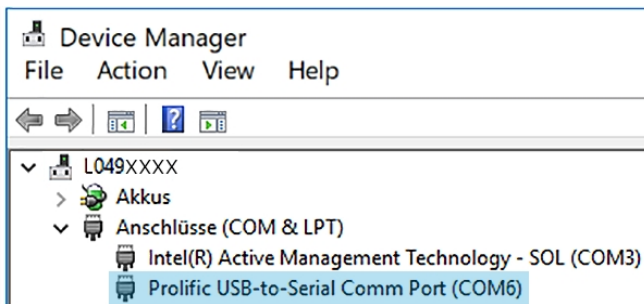 Device Manager
File Action View Help
L049XXXX
Akkus
Anschlüsse (COM & LPT)
Intel(R) Active Management Technology - SOL (COM3)
Prolific USB-to-Serial Comm Port (COM6)